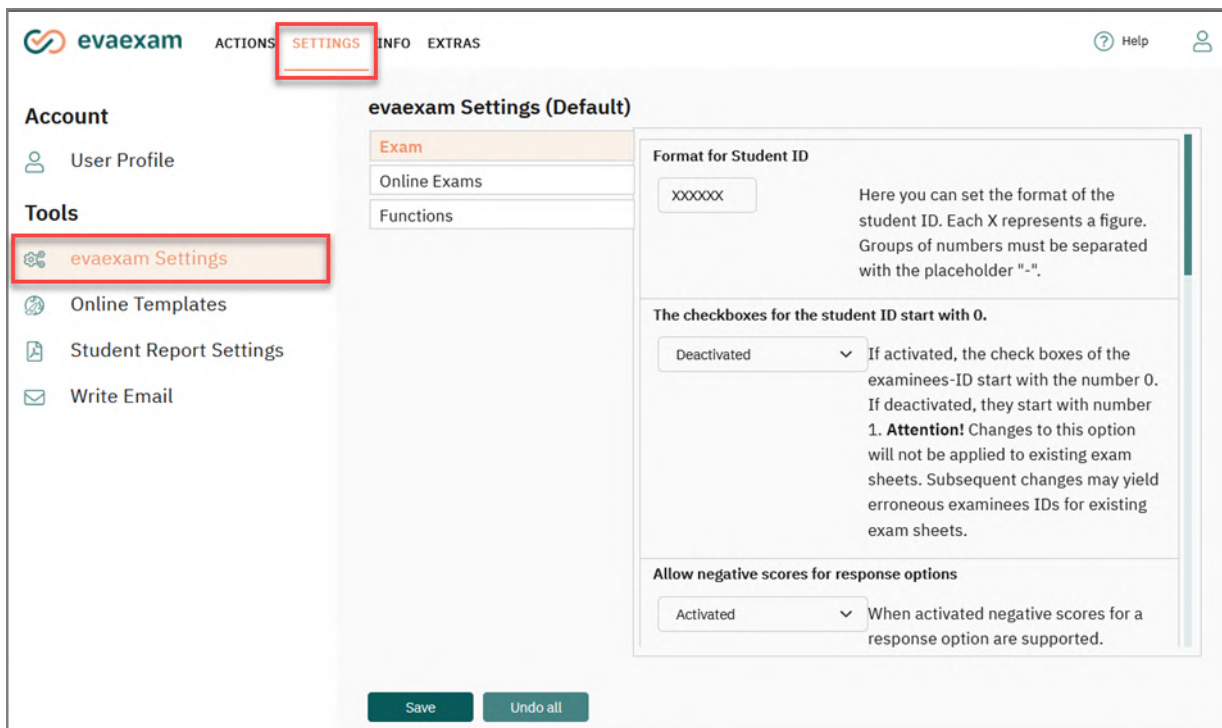 evaexam ACTIONS SETTINGS INFO EXTRAS Help
Account
User Profile
Tools
evaexam Settings
Online Templates
Student Report Settings
Write Email
evaexam Settings (Default)
Exam
Online Exams
Functions
Format for Student ID
XXXXXX
Here you can set the format of the
student ID. Each X represents a figure.
Groups of numbers must be separated
with the placeholder "-".
The checkboxes for the student ID start with 0.
Deactivated
If activated, the check boxes of the
examinees-ID start with the number 0.
If deactivated, they start with number
1. Attention! Changes to this option
will not be applied to existing exam
sheets. Subsequent changes may yield
erroneous examinees IDs for existing
exam sheets.
Allow negative scores for response options
Activated
When activated negative scores for a
response option are supported.
Save Undo all